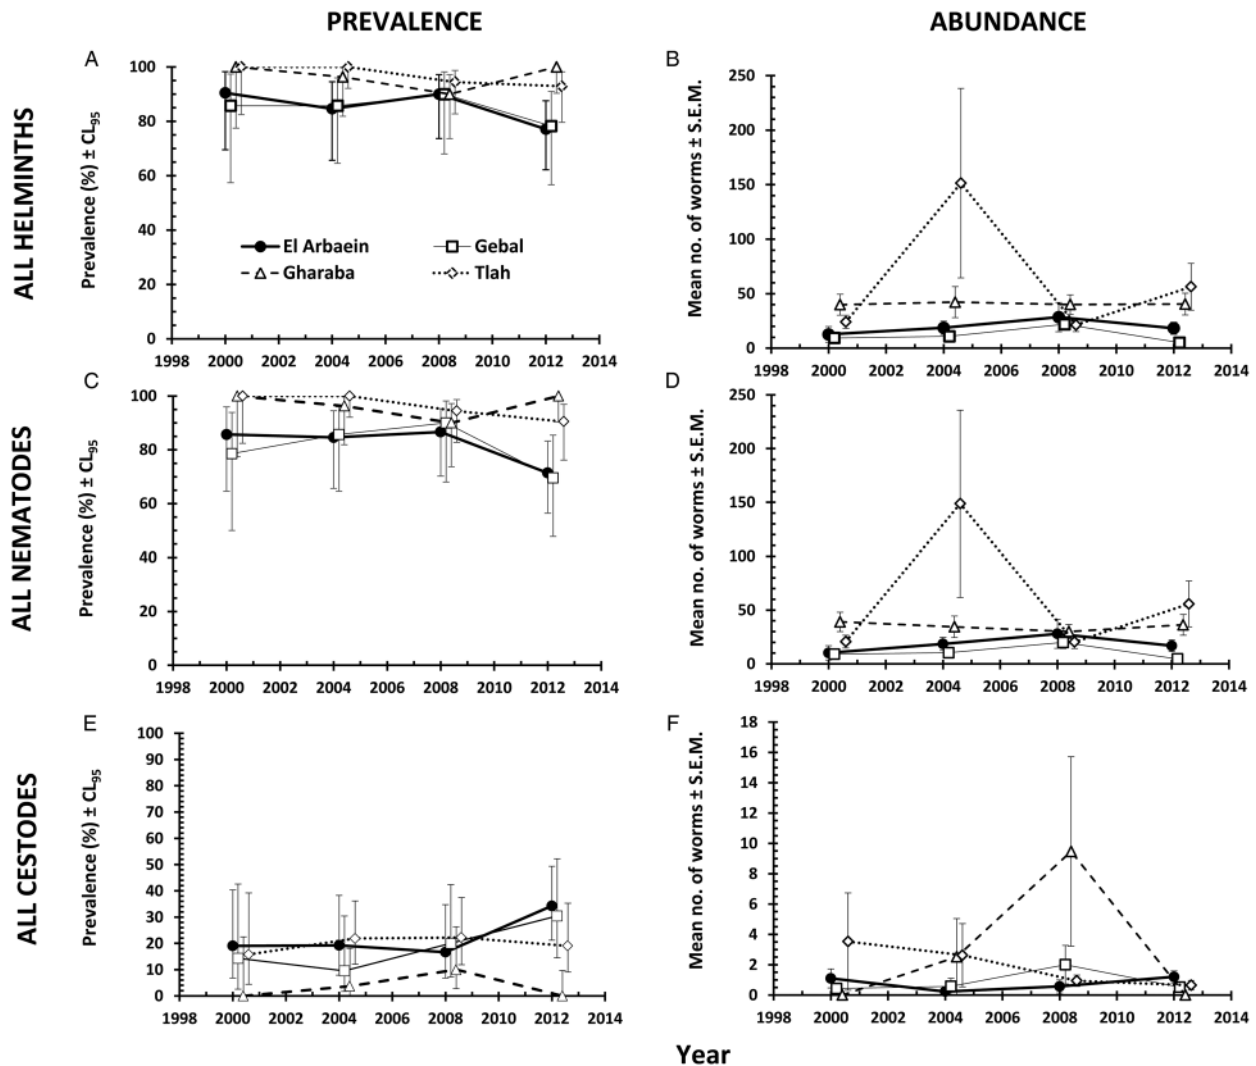 PREVALENCE
ABUNDANCE
ALL HELMINTHS
A
Prevalence (%) ± CL95
100
80
60
40
20
0
El Arbaein
Gebal
Gharaba
Tlah
1998 2000 2002 2004 2006 2008 2010 2012 2014
B
Mean no. of worms ± S.E.M.
250
200
150
100
50
0
1998 2000 2002 2004 2006 2008 2010 2012 2014
ALL NEMATODES
C
Prevalence (%) ± CL95
100
80
60
40
20
0
1998 2000 2002 2004 2006 2008 2010 2012 2014
D
Mean no. of worms ± S.E.M.
250
200
150
100
50
0
1998 2000 2002 2004 2006 2008 2010 2012 2014
ALL CESTODES
E
Prevalence (%) ± CL95
100
90
80
70
60
50
40
30
20
10
0
1998 2000 2002 2004 2006 2008 2010 2012 2014
F
Mean no. of worms ± S.E.M.
18
16
14
12
10
8
6
4
2
0
1998 2000 2002 2004 2006 2008 2010 2012 2014
Year